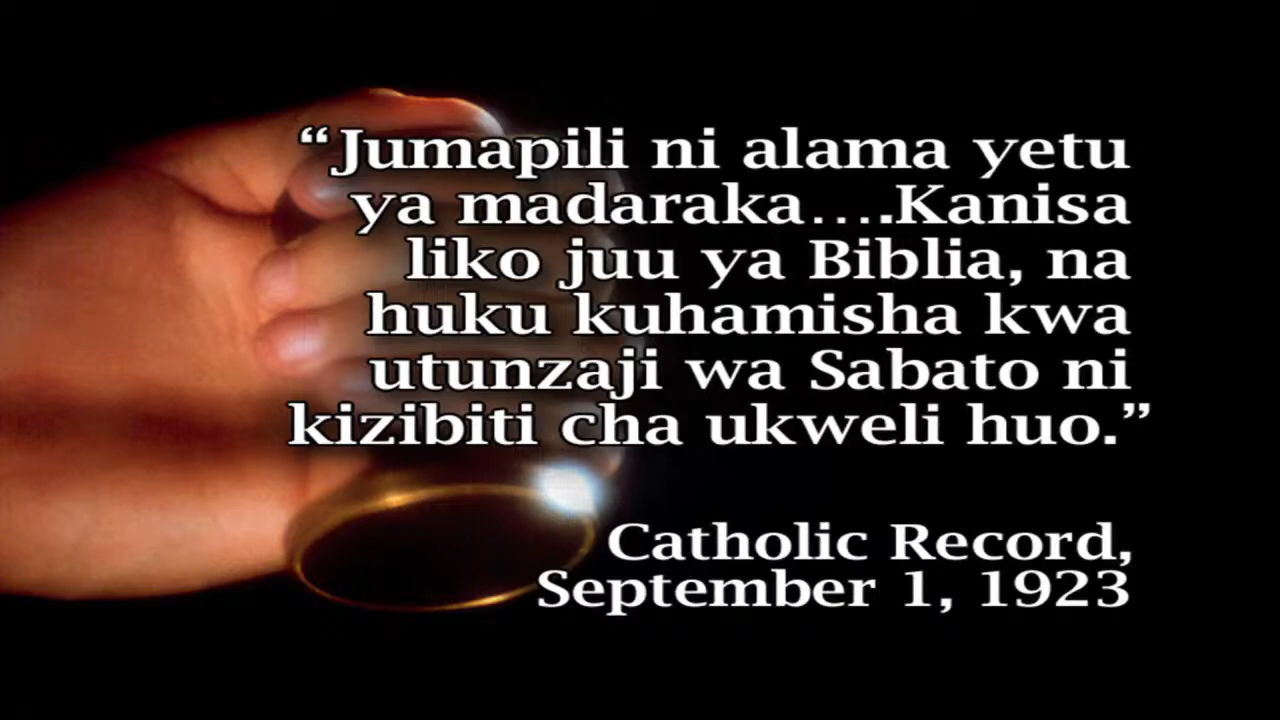 “Jumapili ni alama yetu
ya madaraka….Kanisa
liko juu ya Biblia, na
huku kuhamisha kwa
utunzaji wa Sabato ni
kizibiti cha ukweli huo.”
Catholic Record,
September 1, 1923